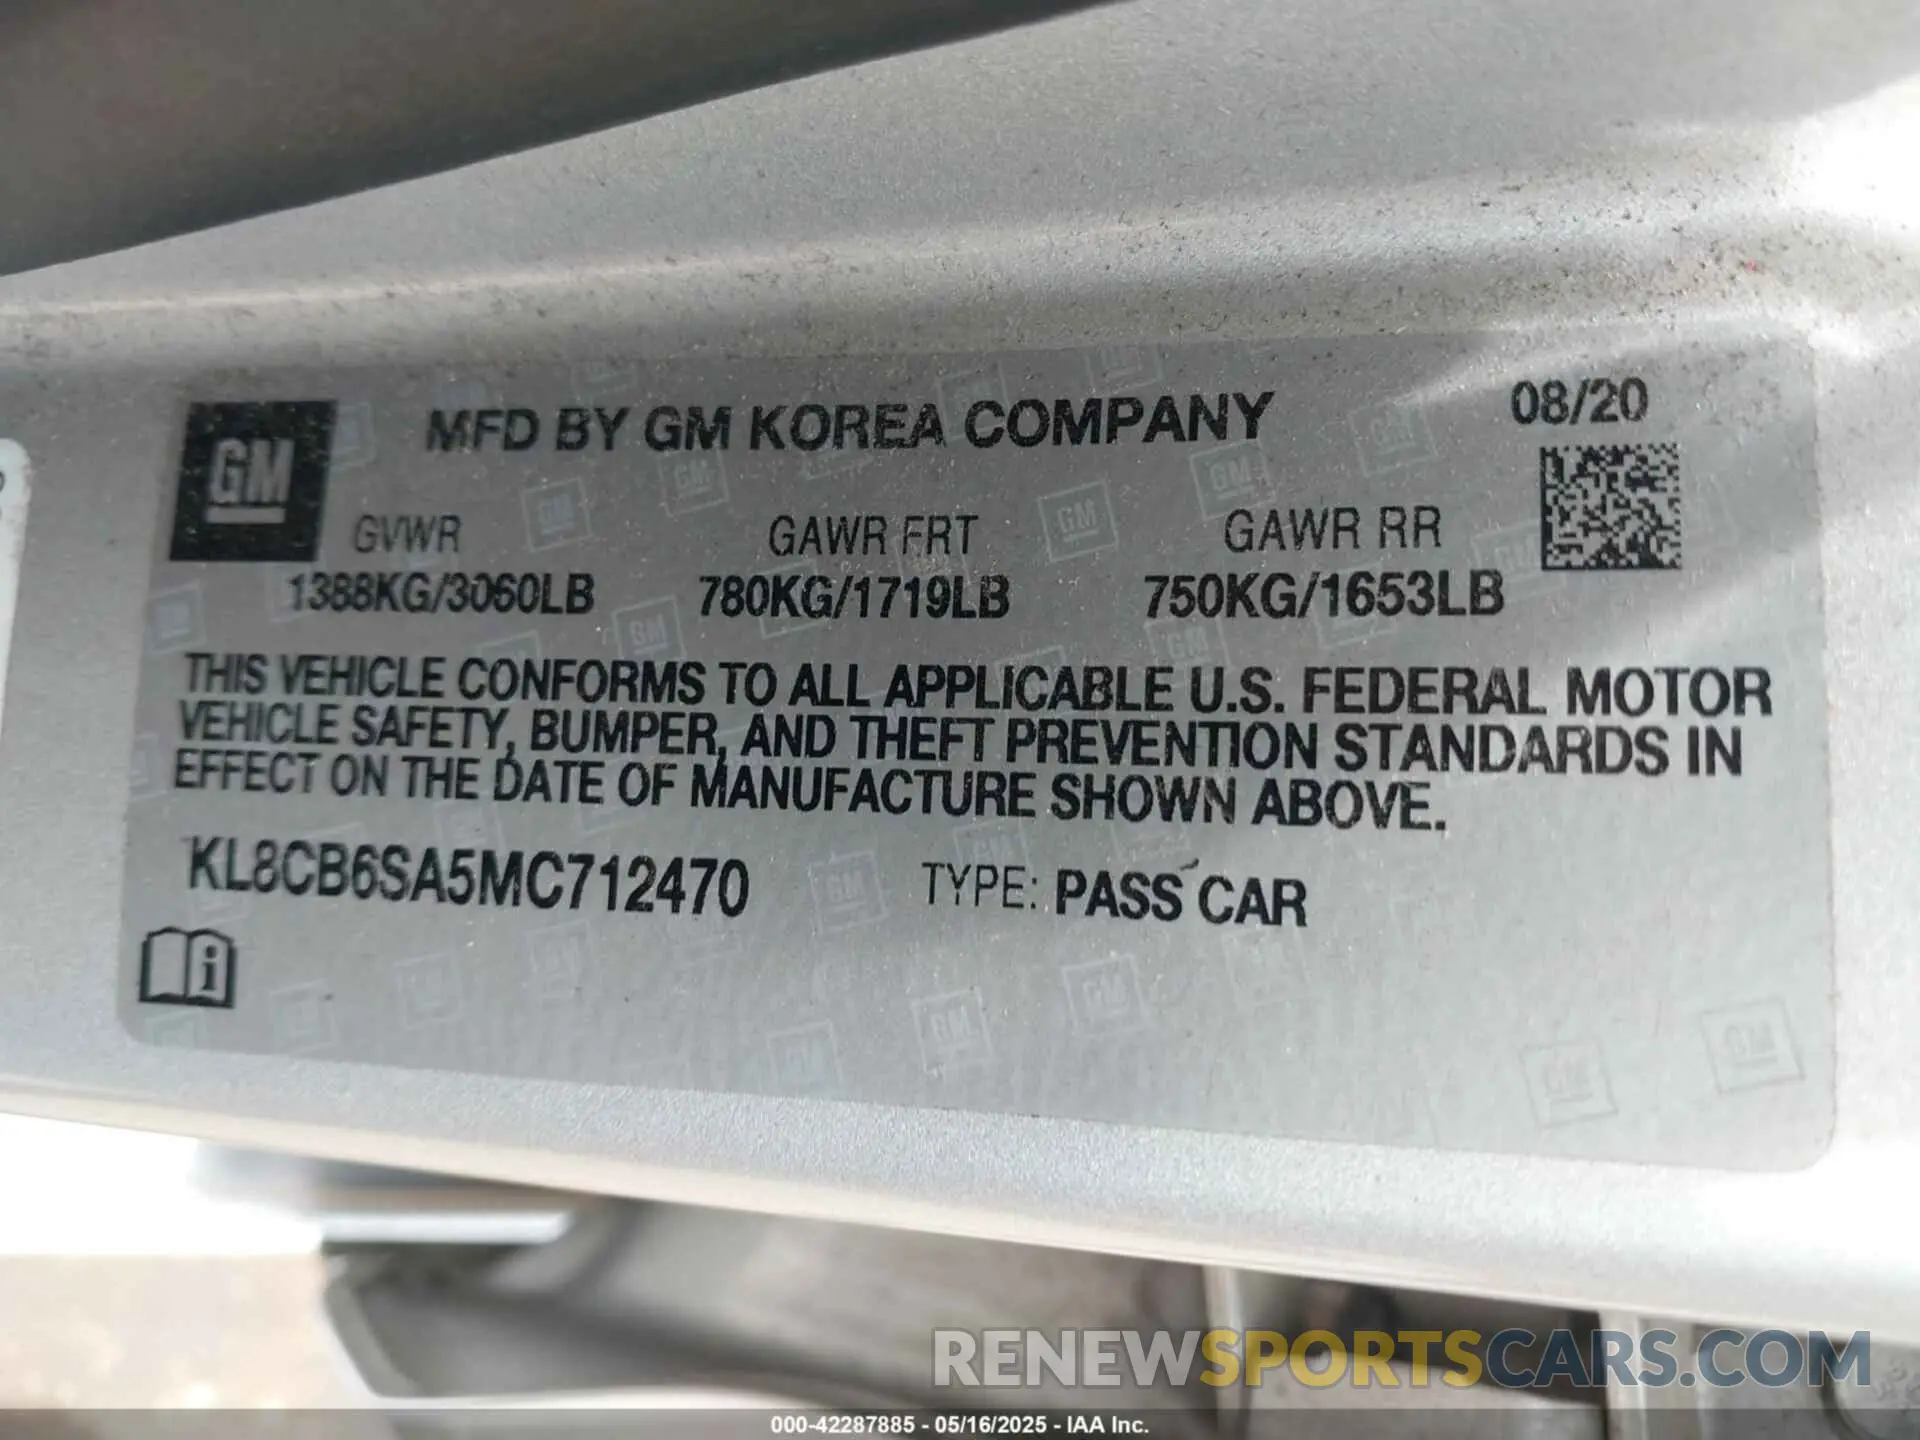 GM
MFD BY GM KOREA COMPANY
08/20
GVWR GAWR FRT GAWR RR
1388KG/3060LB 780KG/1719LB 750KG/1653LB
THIS VEHICLE CONFORMS TO ALL APPLICABLE U.S. FEDERAL MOTOR
VEHICLE SAFETY, BUMPER, AND THEFT PREVENTION STANDARDS IN
EFFECT ON THE DATE OF MANUFACTURE SHOWN ABOVE.
KL8CB6SA5MC712470 TYPE: PASS CAR
RENEWSPORTSCARS.COM
000-42287885 - 05/16/2025 - IAA Inc.